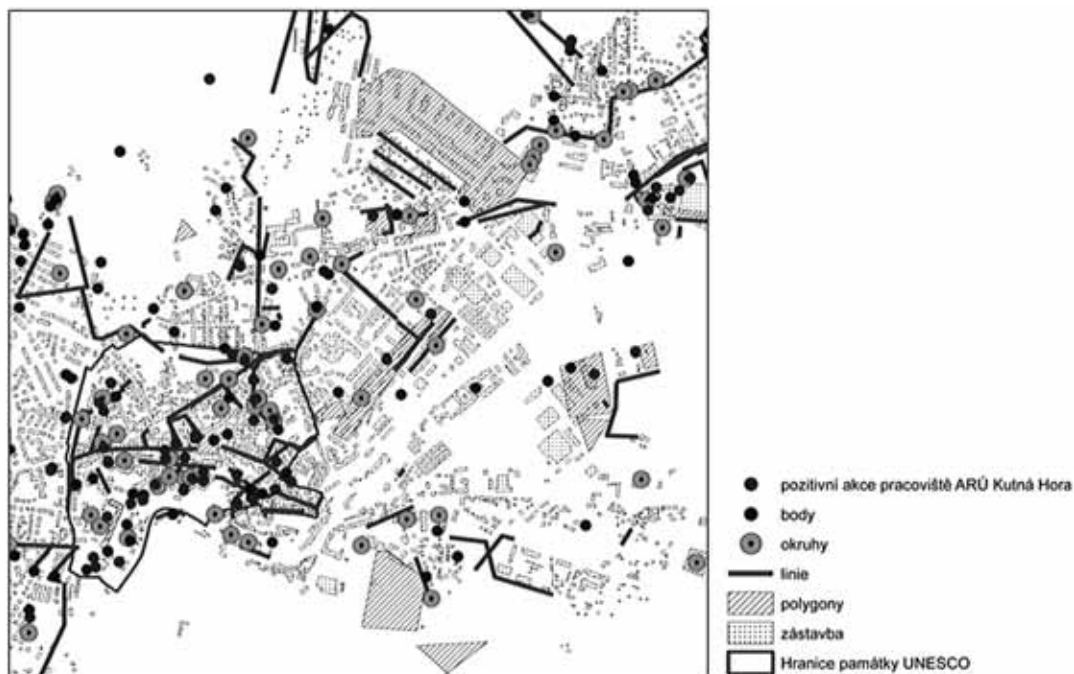 pozitivní akce pracoviště ARÚ Kutná Hora
body
okruhy
linie
polygony
zástavba
Hranice památky UNESCO